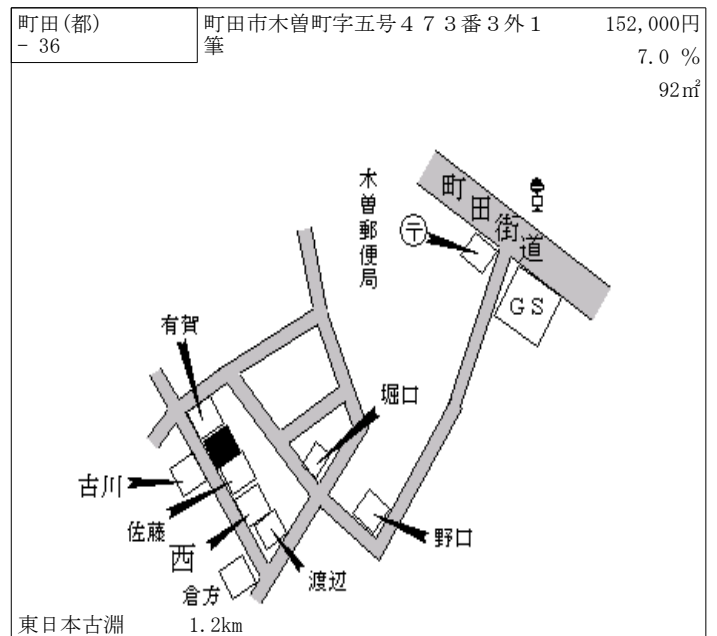 町田(都)
- 36
町田市木曽町字五号４７３番３外１
筆
152,000円
7.0 %
92㎡
木曽郵便局
〒
町田街道
GS
有賀
堀口
古川
佐藤
西
野口
渡辺
倉方
東日本古淵 1.2km